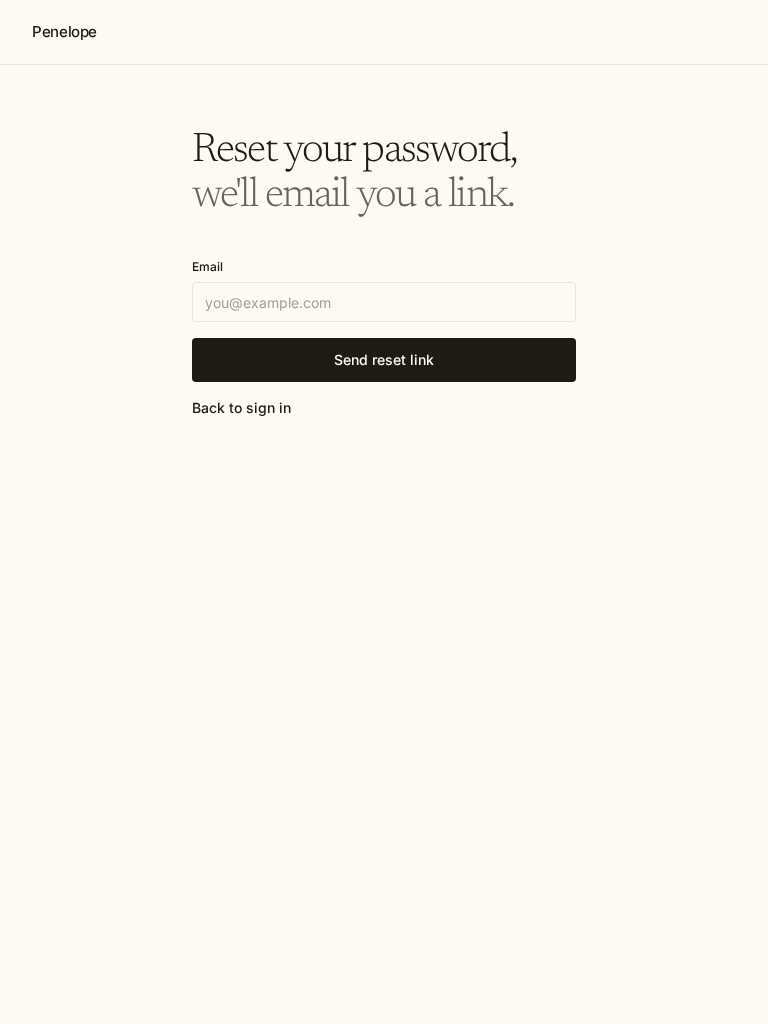 Penelope
Reset your password,
we'll email you a link.
Email
you@example.com
Send reset link
Back to sign in